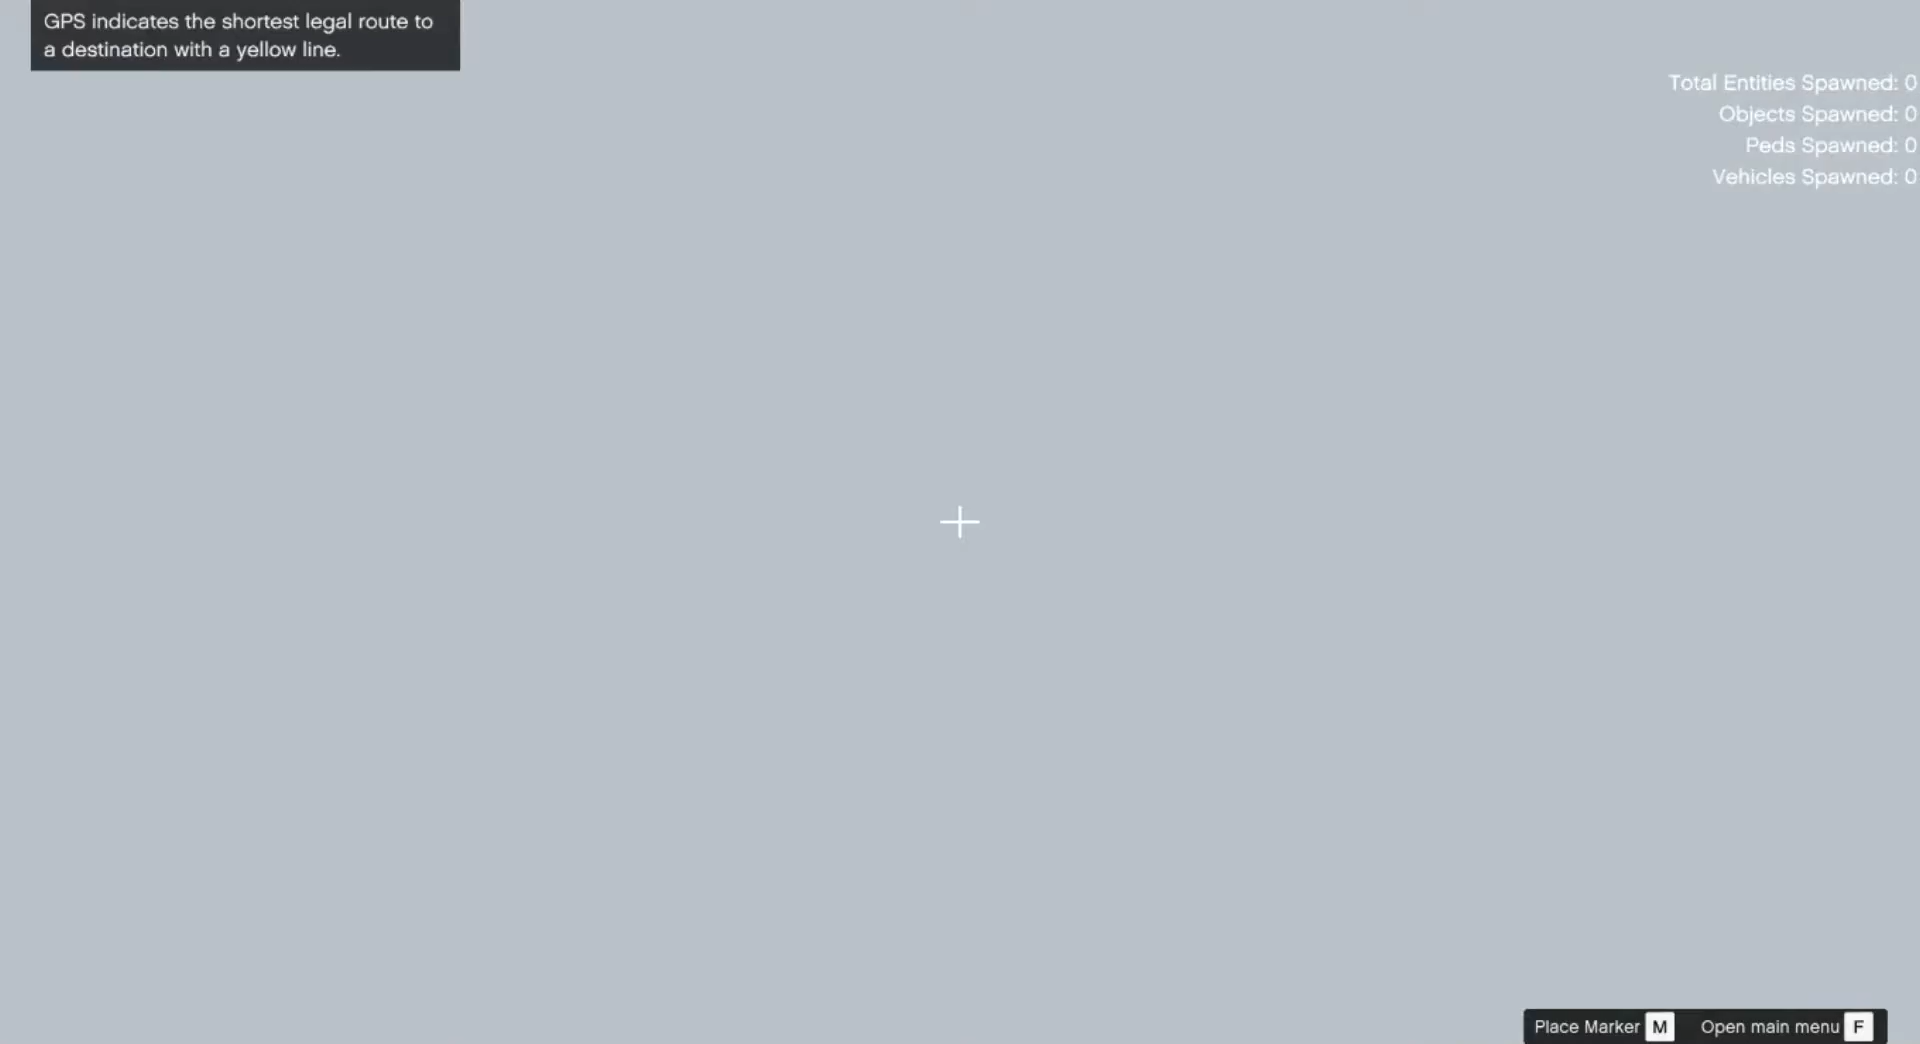 GPS indicates the shortest legal route to
a destination with a yellow line.
Total Entities Spawned: 0
Objects Spawned: 0
Peds Spawned: 0
Vehicles Spawned: 0
Place Marker M Open main menu F